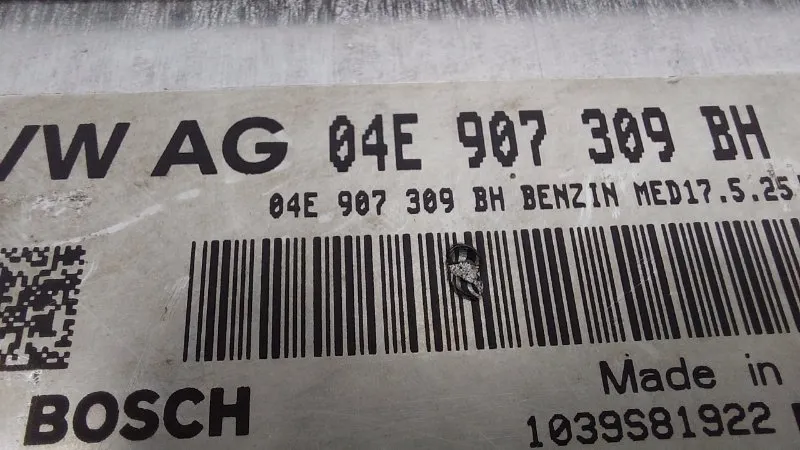 VW AG 04E 907 309 BH
04E 907 309 BH BENZIN MED17.5.25
BOSCH
Made in
1039S81922